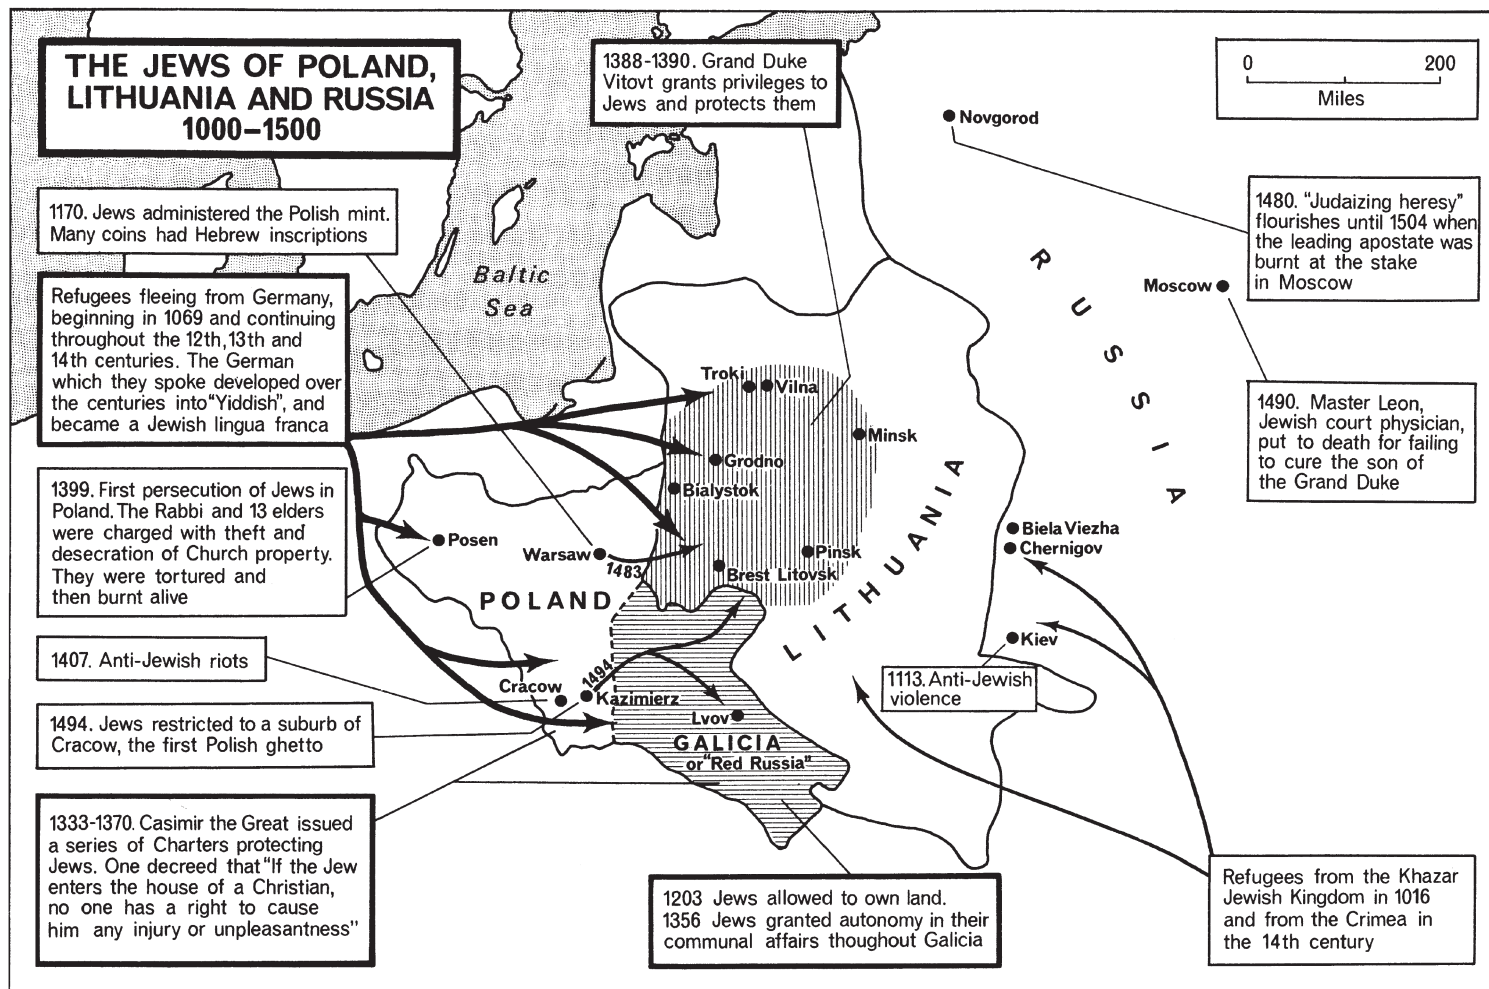 THE JEWS OF POLAND,
LITHUANIA AND RUSSIA
1000–1500
1388-1390. Grand Duke
Vitovt grants privileges to
Jews and protects them
0 200
Miles
Novgorod
1170. Jews administered the Polish mint.
Many coins had Hebrew inscriptions
1480. “Judaizing heresy”
flourishes until 1504 when
the leading apostate was
burnt at the stake
in Moscow
Baltic
Sea
RUSSIA
Moscow
Refugees fleeing from Germany,
beginning in 1069 and continuing
throughout the 12th, 13th and
14th centuries. The German
which they spoke developed over
the centuries into “Yiddish”, and
became a Jewish lingua franca
Troki
Vilna
Minsk
Grodno
Bialystok
1490. Master Leon,
Jewish court physician,
put to death for failing
to cure the son of
the Grand Duke
1399. First persecution of Jews in
Poland. The Rabbi and 13 elders
were charged with theft and
desecration of Church property.
They were tortured and
then burnt alive
Posen
Warsaw
1483
Pinsk
Brest Litovsk
LITHUANIA
Biela Viezha
Chernigov
POLAND
Kiev
1113. Anti-Jewish
violence
1407. Anti-Jewish riots
Cracow
1494
Kazimierz
Lvov
GALICIA
or “Red Russia”
1494. Jews restricted to a suburb of
Cracow, the first Polish ghetto
1333-1370. Casimir the Great issued
a series of Charters protecting
Jews. One decreed that “If the Jew
enters the house of a Christian,
no one has a right to cause
him any injury or unpleasantness”
1203 Jews allowed to own land.
1356 Jews granted autonomy in their
communal affairs thoughout Galicia
Refugees from the Khazar
Jewish Kingdom in 1016
and from the Crimea in
the 14th century